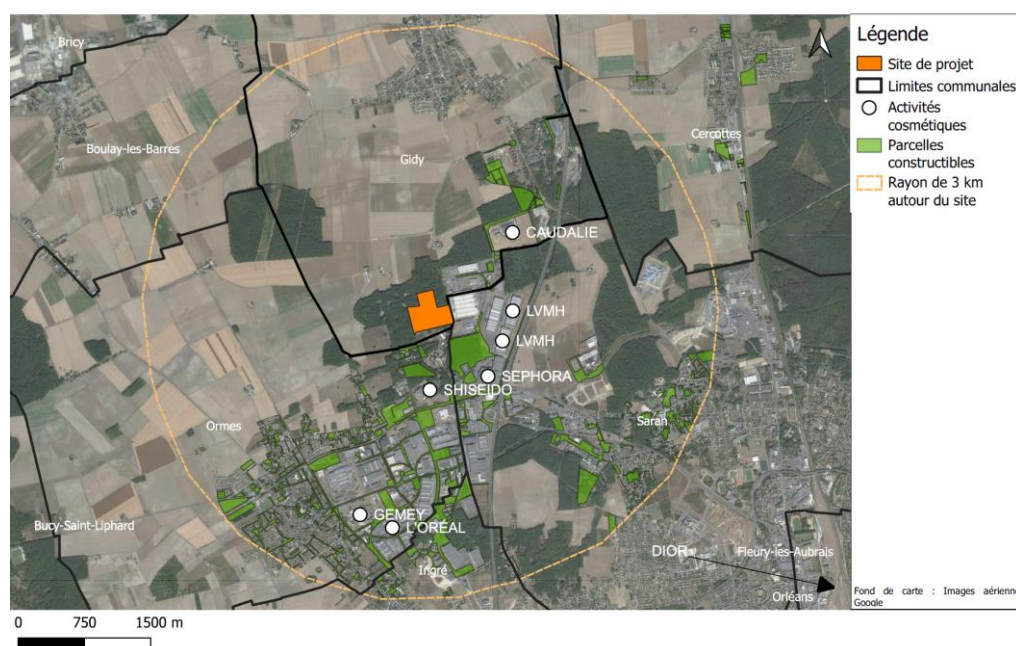 Bricy
Boulay-les-Barres
Gidy
Cercottes
CAUDALIE
LVMH
LVMH
SEPHORA
SHISEIDO
Ormes
Saran
GEMEY
L'ORÉAL
Bucy-Saint-Liphard
Ingré
DIOR
Fleury-les-Aubrais
Orléans
Légende
Site de projet
Limites communales
Activités
cosmétiques
Parcelles
constructibles
Rayon de 3 km
autour du site
Fond de carte : Images aérienne
Google
0 750 1500 m